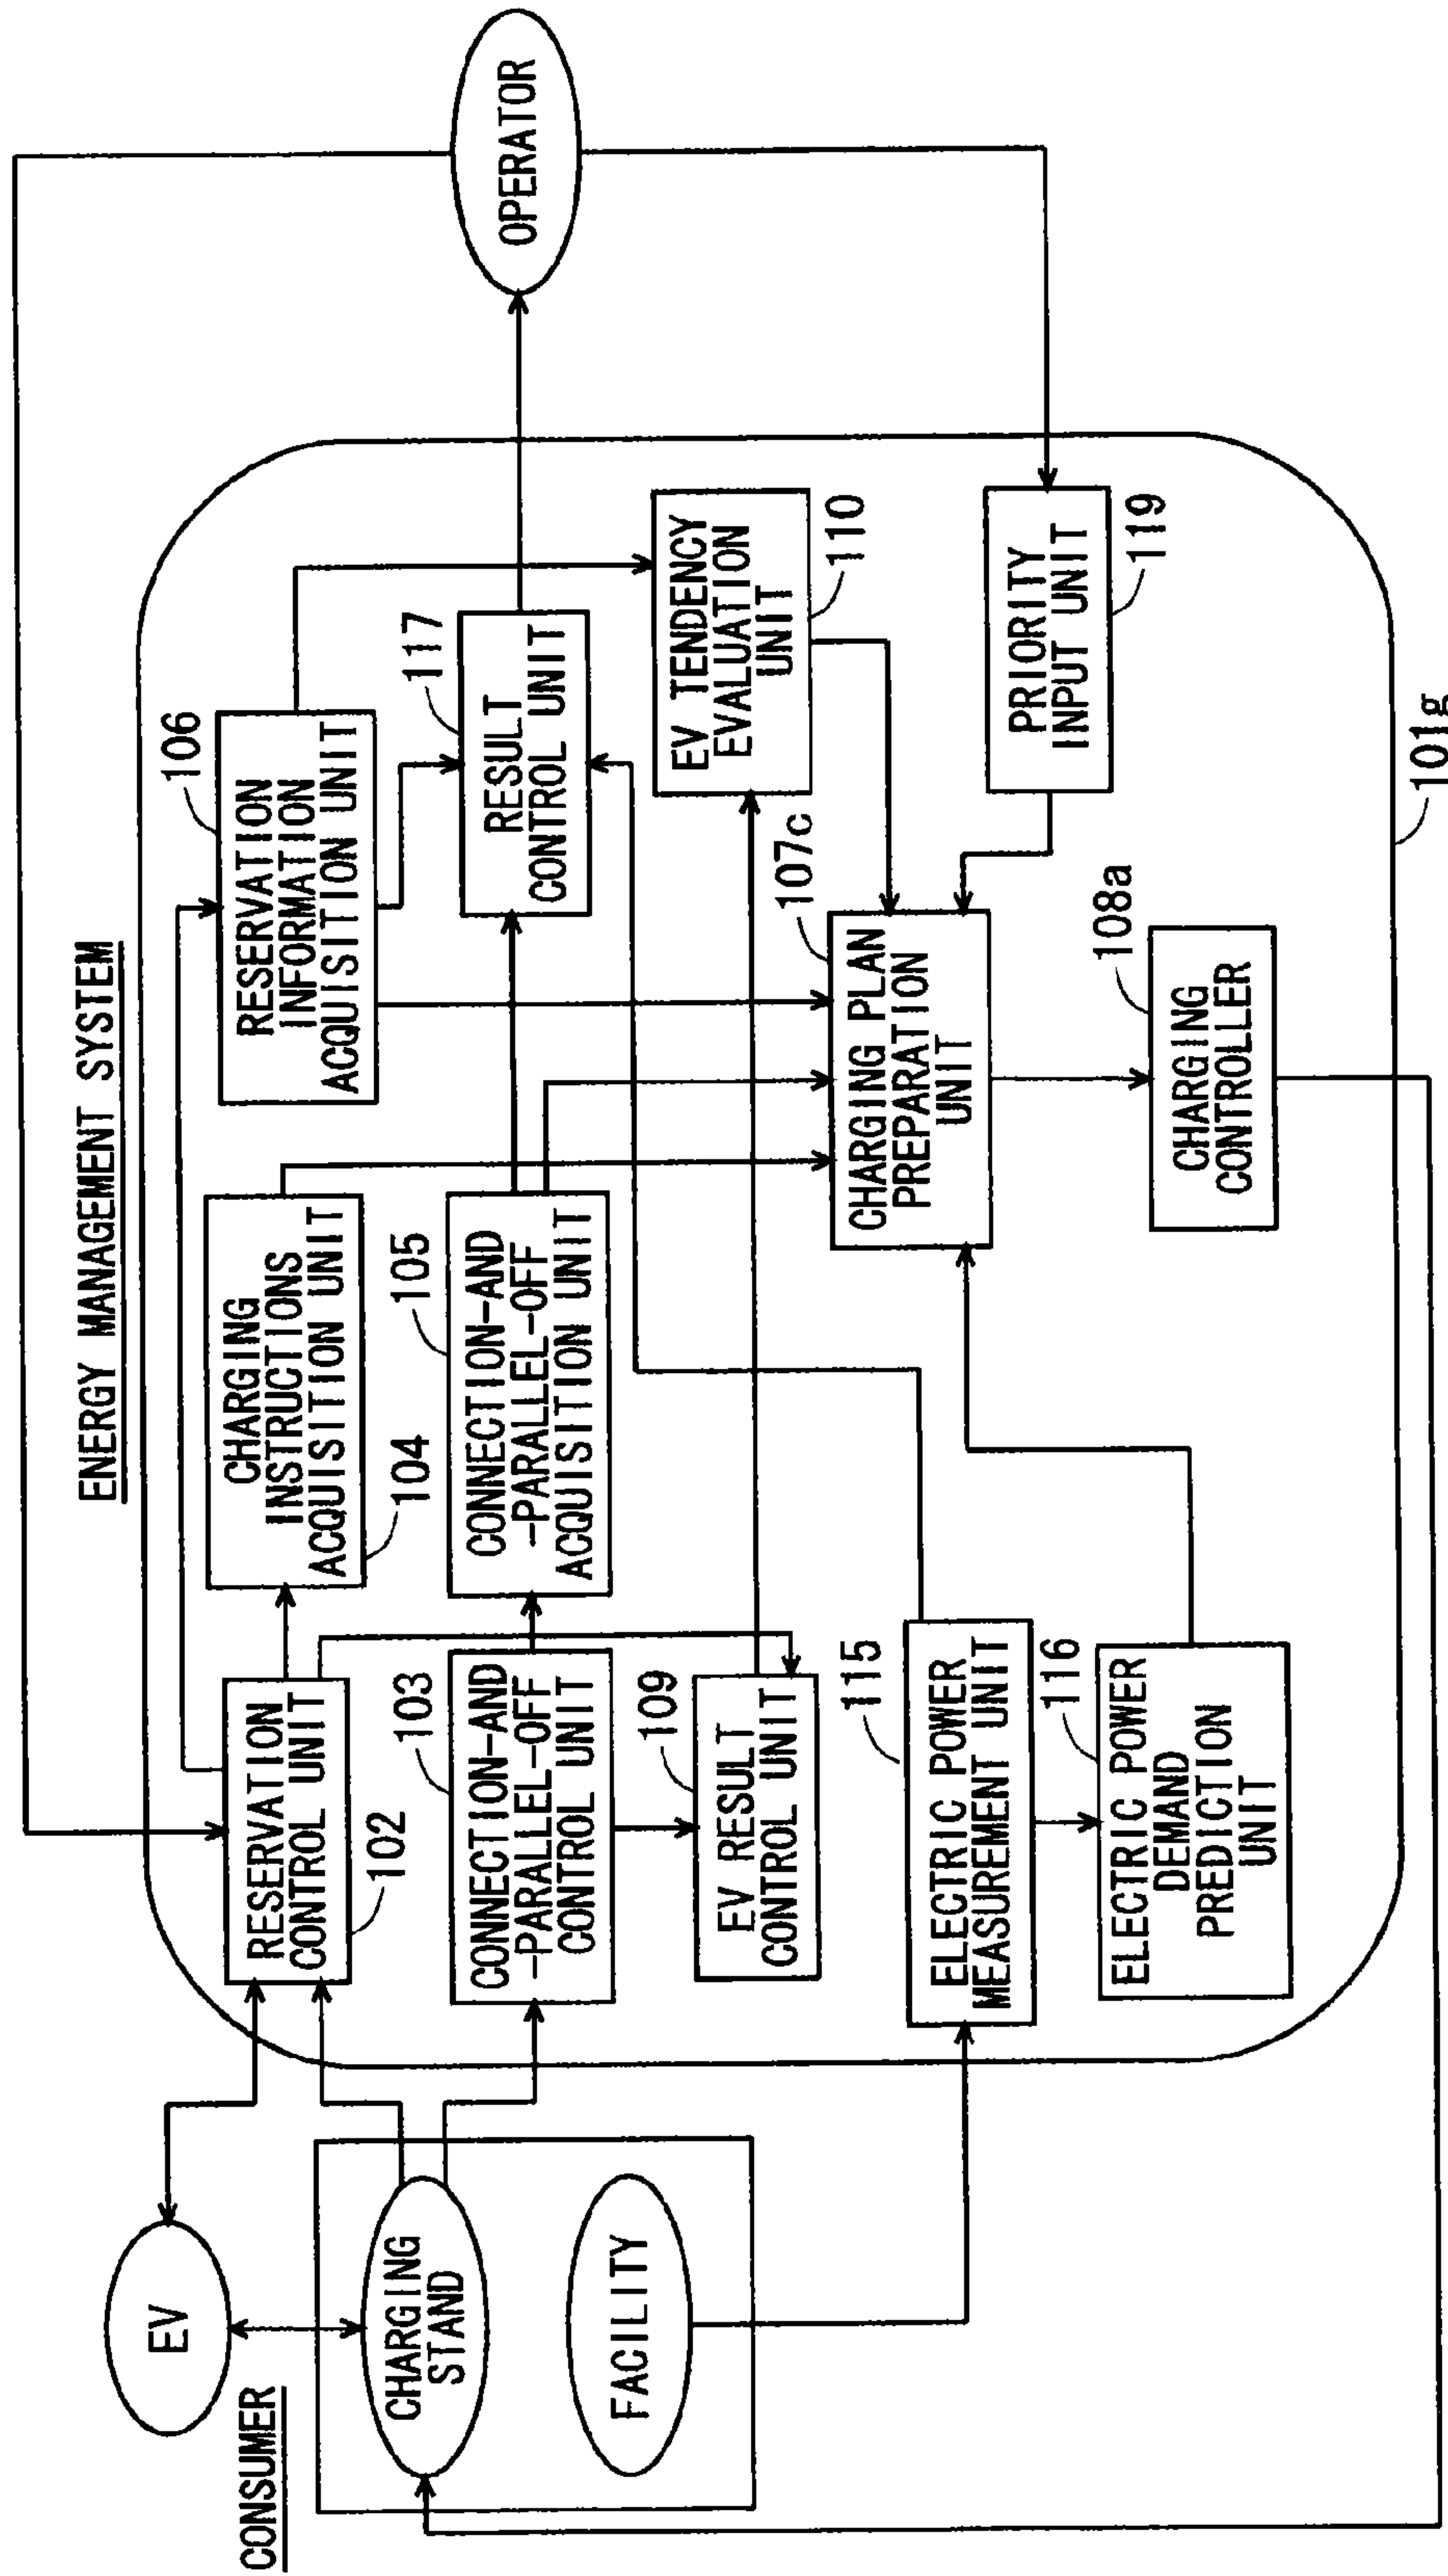 ENERGY MANAGEMENT SYSTEM
CONSUMER
EV
CHARGING
STAND
FACILITY
RESERVATION
CONTROL UNIT
102
CONNECTION-AND
-PARALLEL-OFF
CONTROL UNIT
103
EV RESULT
CONTROL UNIT
109
ELECTRIC POWER
MEASUREMENT UNIT
115
ELECTRIC POWER
DEMAND
PREDICTION
UNIT
116
CHARGING
INSTRUCTIONS
ACQUISITION UNIT
104
CONNECTION-AND
-PARALLEL-OFF
ACQUISITION UNIT
105
RESERVATION
INFORMATION
ACQUISITION UNIT
106
RESULT
CONTROL UNIT
117
EV TENDENCY
EVALUATION
UNIT
110
CHARGING PLAN
PREPARATION
UNIT
107c
CHARGING
CONTROLLER
108a
PRIORITY
INPUT UNIT
119
101g
OPERATOR